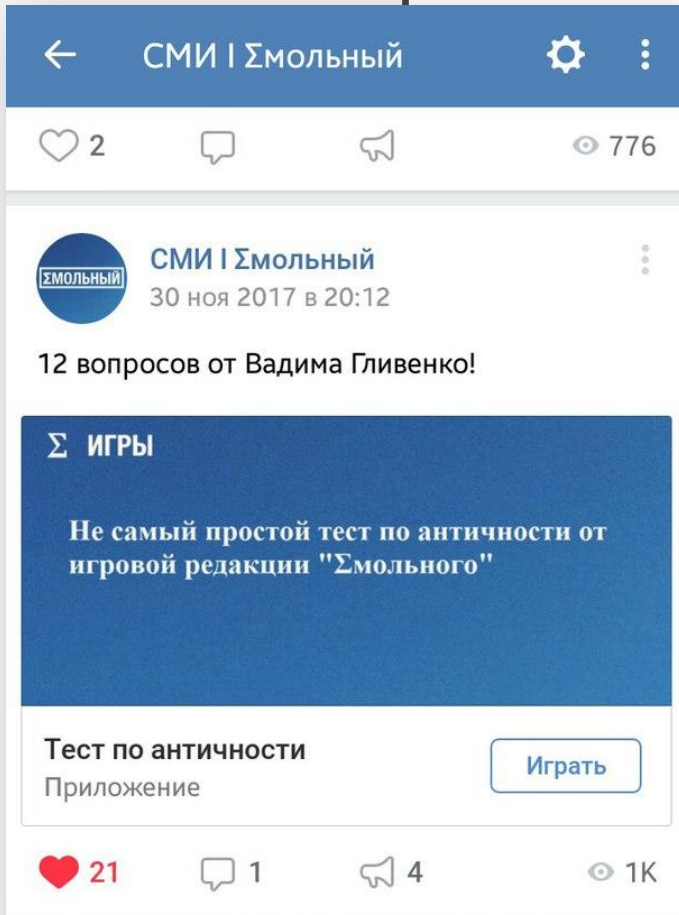 СМИ | Σмольный
2
776
ΣМОЛЬНЫЙ
СМИ | Σмольный
30 ноя 2017 в 20:12
12 вопросов от Вадима Гливенко!
Σ ИГРЫ
Не самый простой тест по античности от
игровой редакции "Σмольного"
Тест по античности
Приложение
Играть
21
1
4
1K